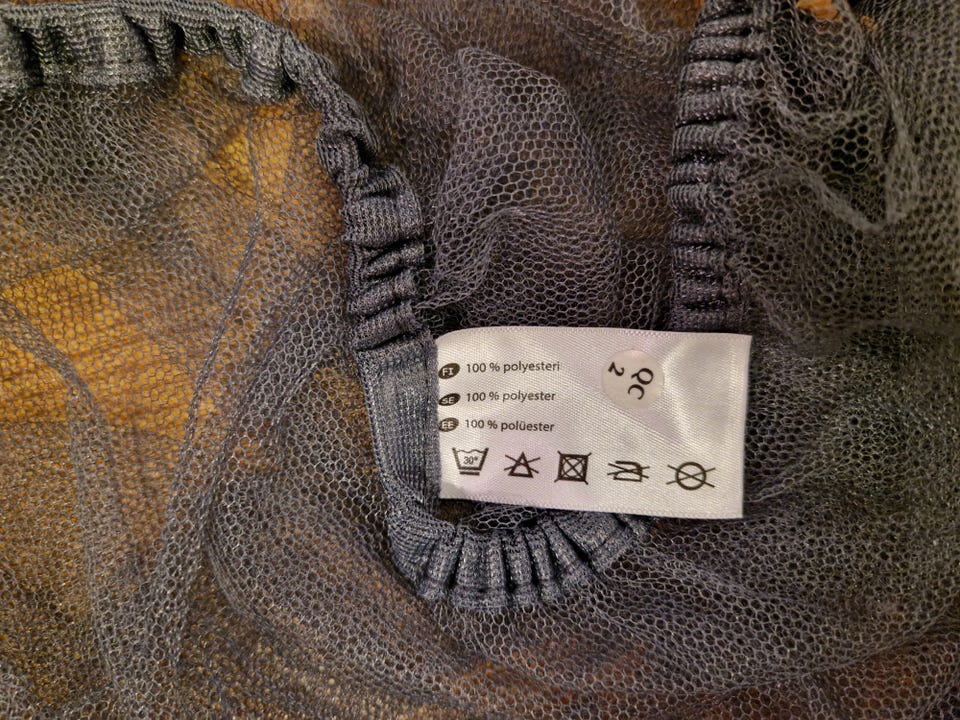 FI 100 % polyesteri
SE 100 % polyester
EE 100 % polüester
QC
2
30°